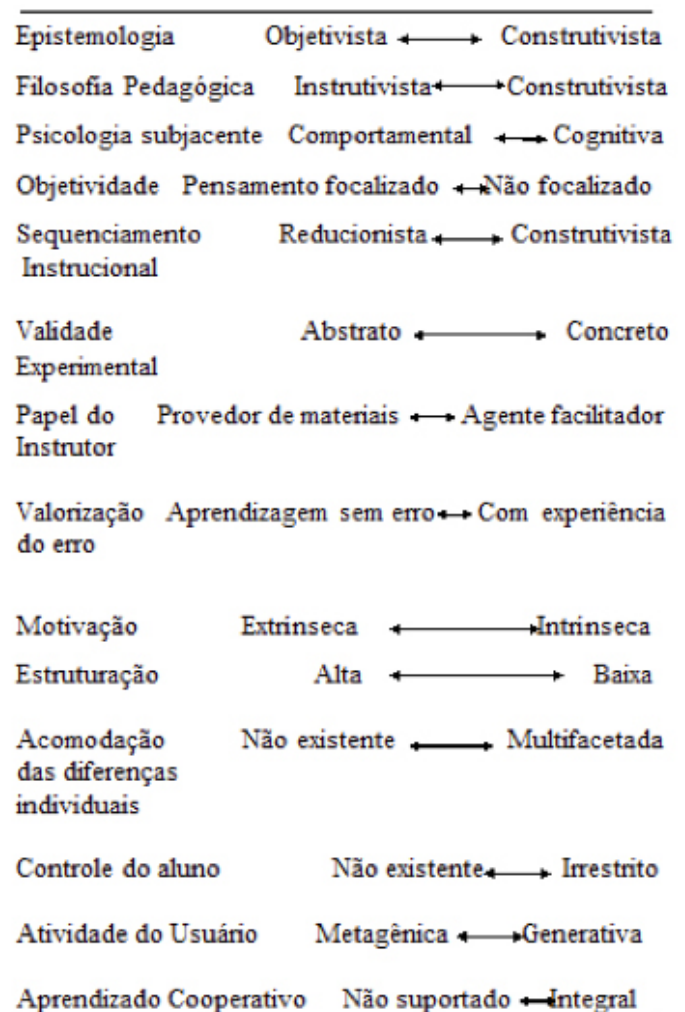 Epistemologia Objetivista ↔ Construtivista
Filosofia Pedagógica Instrutivista ↔ Construtivista
Psicologia subjacente Comportamental ↔ Cognitiva
Objetividade Pensamento focalizado ↔ Não focalizado
Sequenciamento Reducionista ↔ Construtivista
Instrucional
Validade Abstrato ↔ Concreto
Experimental
Papel do Provedor de materiais ↔ Agente facilitador
Instrutor
Valorização Aprendizagem sem erro ↔ Com experiência
do erro
Motivação Extrínseca ↔ Intrínseca
Estruturação Alta ↔ Baixa
Acomodação Não existente ↔ Multifacetada
das diferenças
individuais
Controle do aluno Não existente ↔ Irrestrito
Atividade do Usuário Metagênica ↔ Generativa
Aprendizado Cooperativo Não suportado ↔ Integral